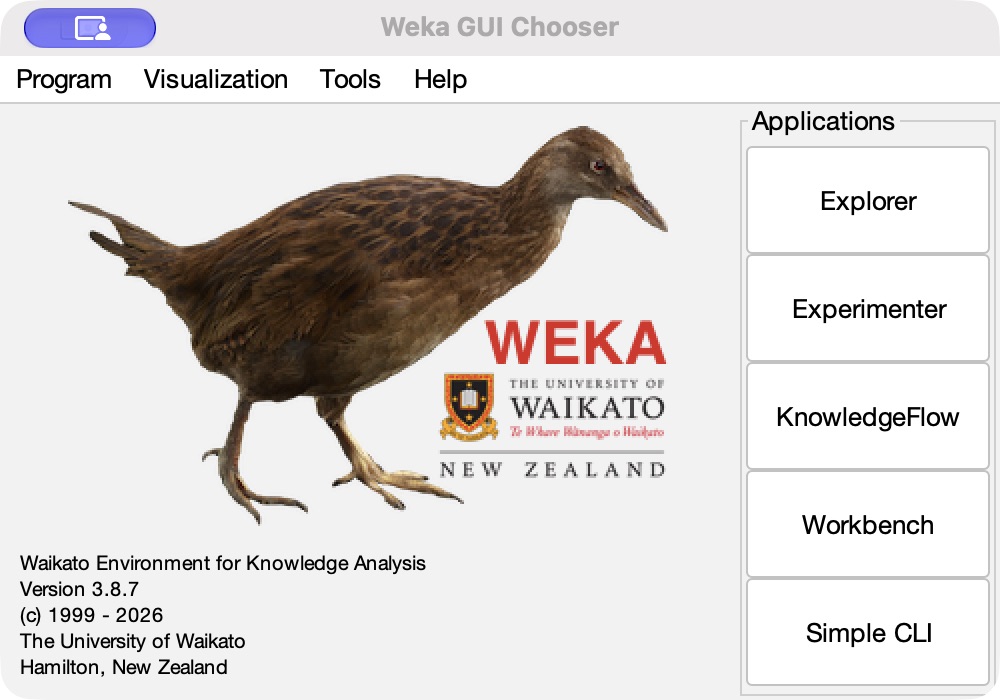 Weka GUI Chooser
Program Visualization Tools Help
Applications
Explorer
Experimenter
KnowledgeFlow
Workbench
Simple CLI
WEKA
THE UNIVERSITY OF
WAIKATO
Te Whare Wānanga o Waikato
NEW ZEALAND
Waikato Environment for Knowledge Analysis
Version 3.8.7
(c) 1999 - 2026
The University of Waikato
Hamilton, New Zealand